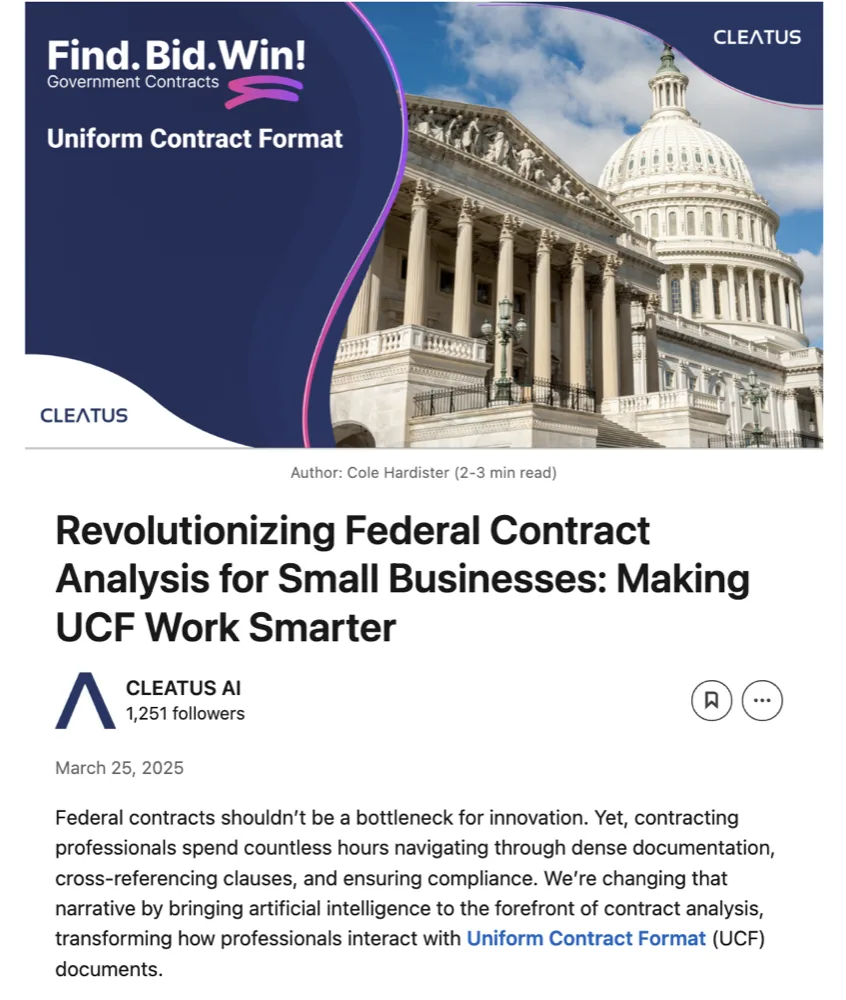 Find. Bid. Win!
Government Contracts
Uniform Contract Format
CLEATUS
CLEATUS
Author: Cole Hardister (2-3 min read)
Revolutionizing Federal Contract
Analysis for Small Businesses: Making
UCF Work Smarter
CLEATUS AI
1,251 followers
March 25, 2025
Federal contracts shouldn’t be a bottleneck for innovation. Yet, contracting
professionals spend countless hours navigating through dense documentation,
cross-referencing clauses, and ensuring compliance. We’re changing that
narrative by bringing artificial intelligence to the forefront of contract analysis,
transforming how professionals interact with Uniform Contract Format (UCF)
documents.